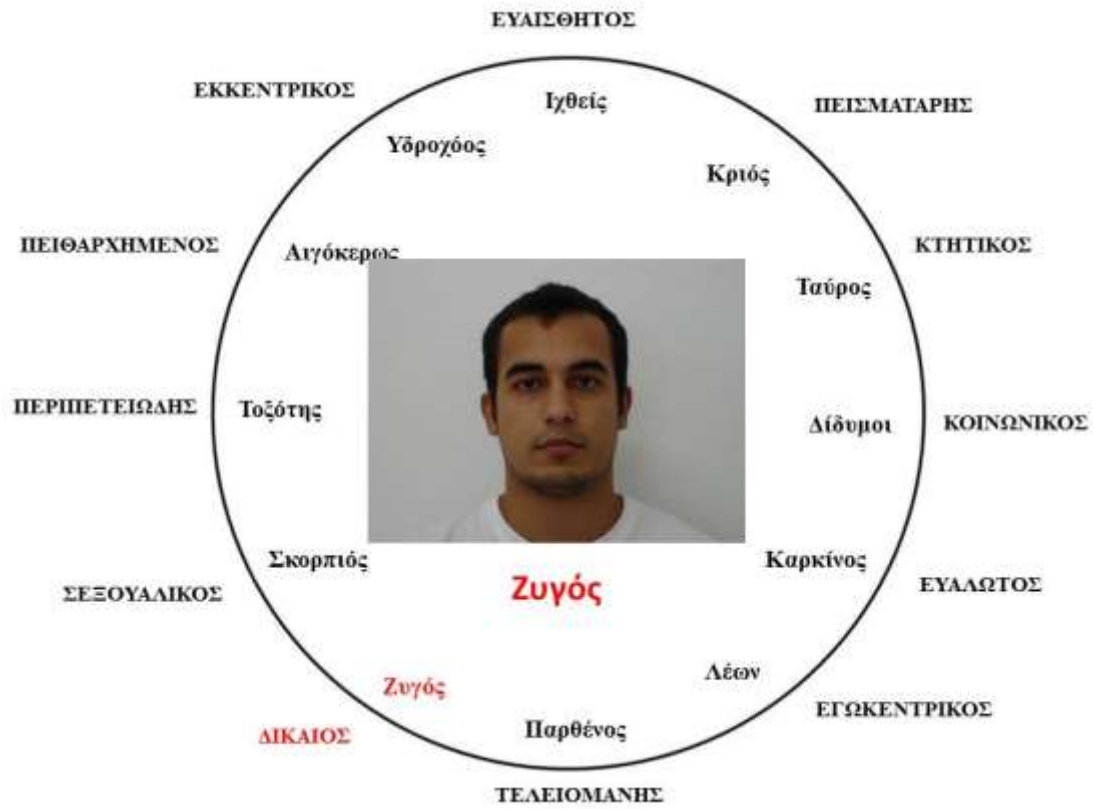 ΕΥΑΙΣΘΗΤΟΣ
ΕΚΚΕΝΤΡΙΚΟΣ
Ιχθείς
ΠΕΙΣΜΑΤΑΡΗΣ
Υδροχόος
Κριός
ΠΕΙΘΑΡΧΗΜΕΝΟΣ
Αιγόκερως
ΚΤΗΤΙΚΟΣ
Ταύρος
ΠΕΡΙΠΕΤΕΙΩΔΗΣ
Τοξότης
Δίδυμοι
ΚΟΙΝΩΝΙΚΟΣ
Σκορπιός
Καρκίνος
ΣΕΞΟΥΑΛΙΚΟΣ
Ζυγός
ΕΥΑΛΩΤΟΣ
Λέων
Ζυγός
ΕΓΩΚΕΝΤΡΙΚΟΣ
ΔΙΚΑΙΟΣ
Παρθένος
ΤΕΛΕΙΟΜΑΝΗΣ